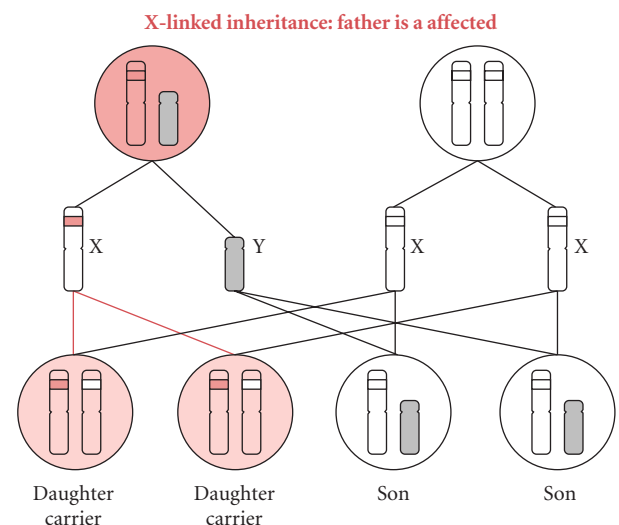 X-linked inheritance: father is a affected
X
Y
X
X
Daughter
carrier
Daughter
carrier
Son
Son